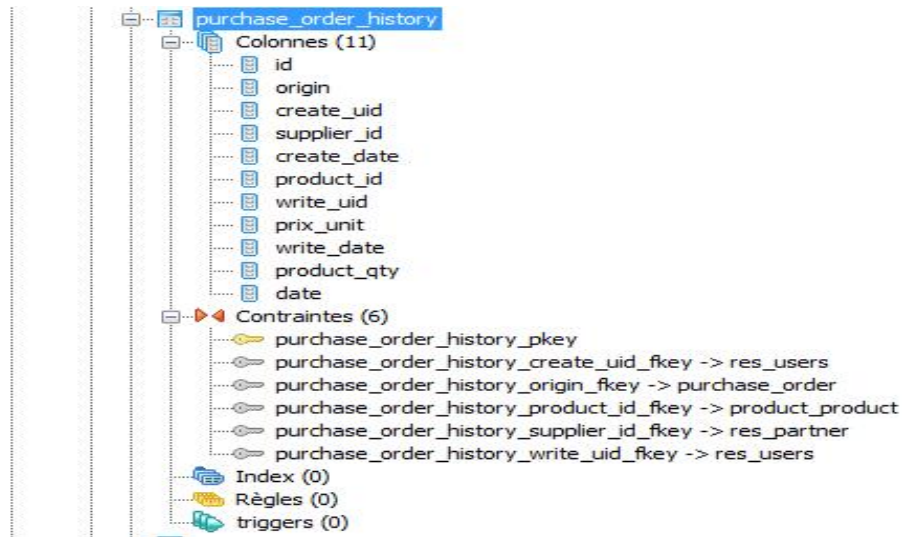 purchase_order_history
Colonnes (11)
id
origin
create_uid
supplier_id
create_date
product_id
write_uid
prix_unit
write_date
product_qty
date
Contraintes (6)
purchase_order_history_pkey
purchase_order_history_create_uid_fkey -> res_users
purchase_order_history_origin_fkey -> purchase_order
purchase_order_history_product_id_fkey -> product_product
purchase_order_history_supplier_id_fkey -> res_partner
purchase_order_history_write_uid_fkey -> res_users
Index (0)
Règles (0)
triggers (0)